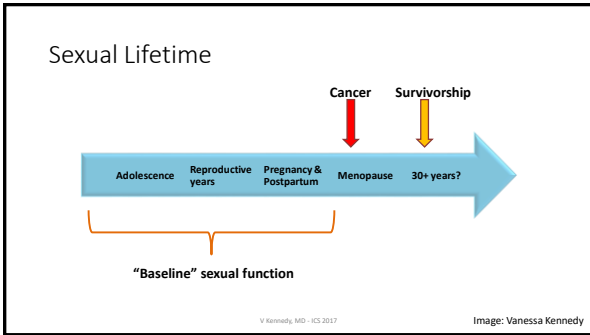 Sexual Lifetime
Cancer
Survivorship
Adolescence
Reproductive
years
Pregnancy &
Postpartum
Menopause
30+ years?
“Baseline” sexual function
V Kennedy, MD - ICS 2017
Image: Vanessa Kennedy